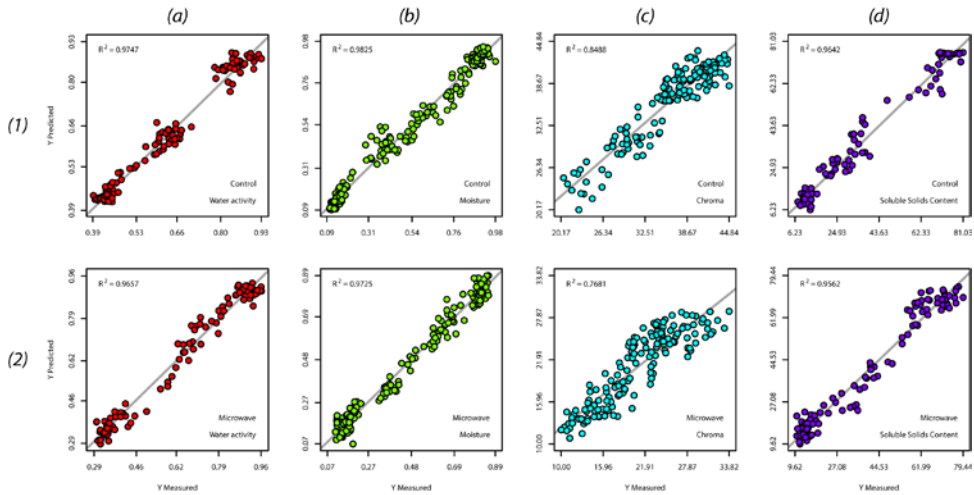 (a) (b) (c) (d)
(1)
Y Predicted
0.93
0.80
0.66
0.53
0.39
R² = 0.9747
Control
Water activity
0.39 0.53 0.66 0.80 0.93
0.98
0.76
0.54
0.31
0.09
R² = 0.9825
Control
Moisture
0.09 0.31 0.54 0.76 0.98
44.84
38.67
32.51
26.34
20.17
R² = 0.8488
Control
Chroma
20.17 26.34 32.51 38.67 44.84
81.03
62.33
43.63
24.93
6.23
R² = 0.9642
Control
Soluble Solids Content
6.23 24.93 43.63 62.33 81.03
(2)
Y Predicted
0.96
0.79
0.62
0.46
0.29
R² = 0.9657
Microwave
Water activity
0.29 0.46 0.62 0.79 0.96
Y Measured
0.89
0.69
0.48
0.27
0.07
R² = 0.9725
Microwave
Moisture
0.07 0.27 0.48 0.69 0.89
Y Measured
33.82
27.87
21.91
15.96
10.00
R² = 0.7681
Microwave
Chroma
10.00 15.96 21.91 27.87 33.82
Y Measured
79.44
61.99
44.53
27.08
9.62
R² = 0.9562
Microwave
Soluble Solids Content
9.62 27.08 44.53 61.99 79.44
Y Measured